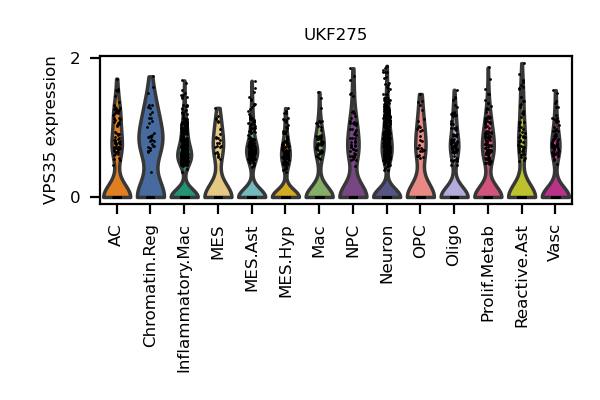 UKF275
VPS35 expression
2
0
AC
Chromatin.Reg
Inflammatory.Mac
MES
MES.Ast
MES.Hyp
Mac
NPC
Neuron
OPC
Oligo
Prolif.Metab
Reactive.Ast
Vasc